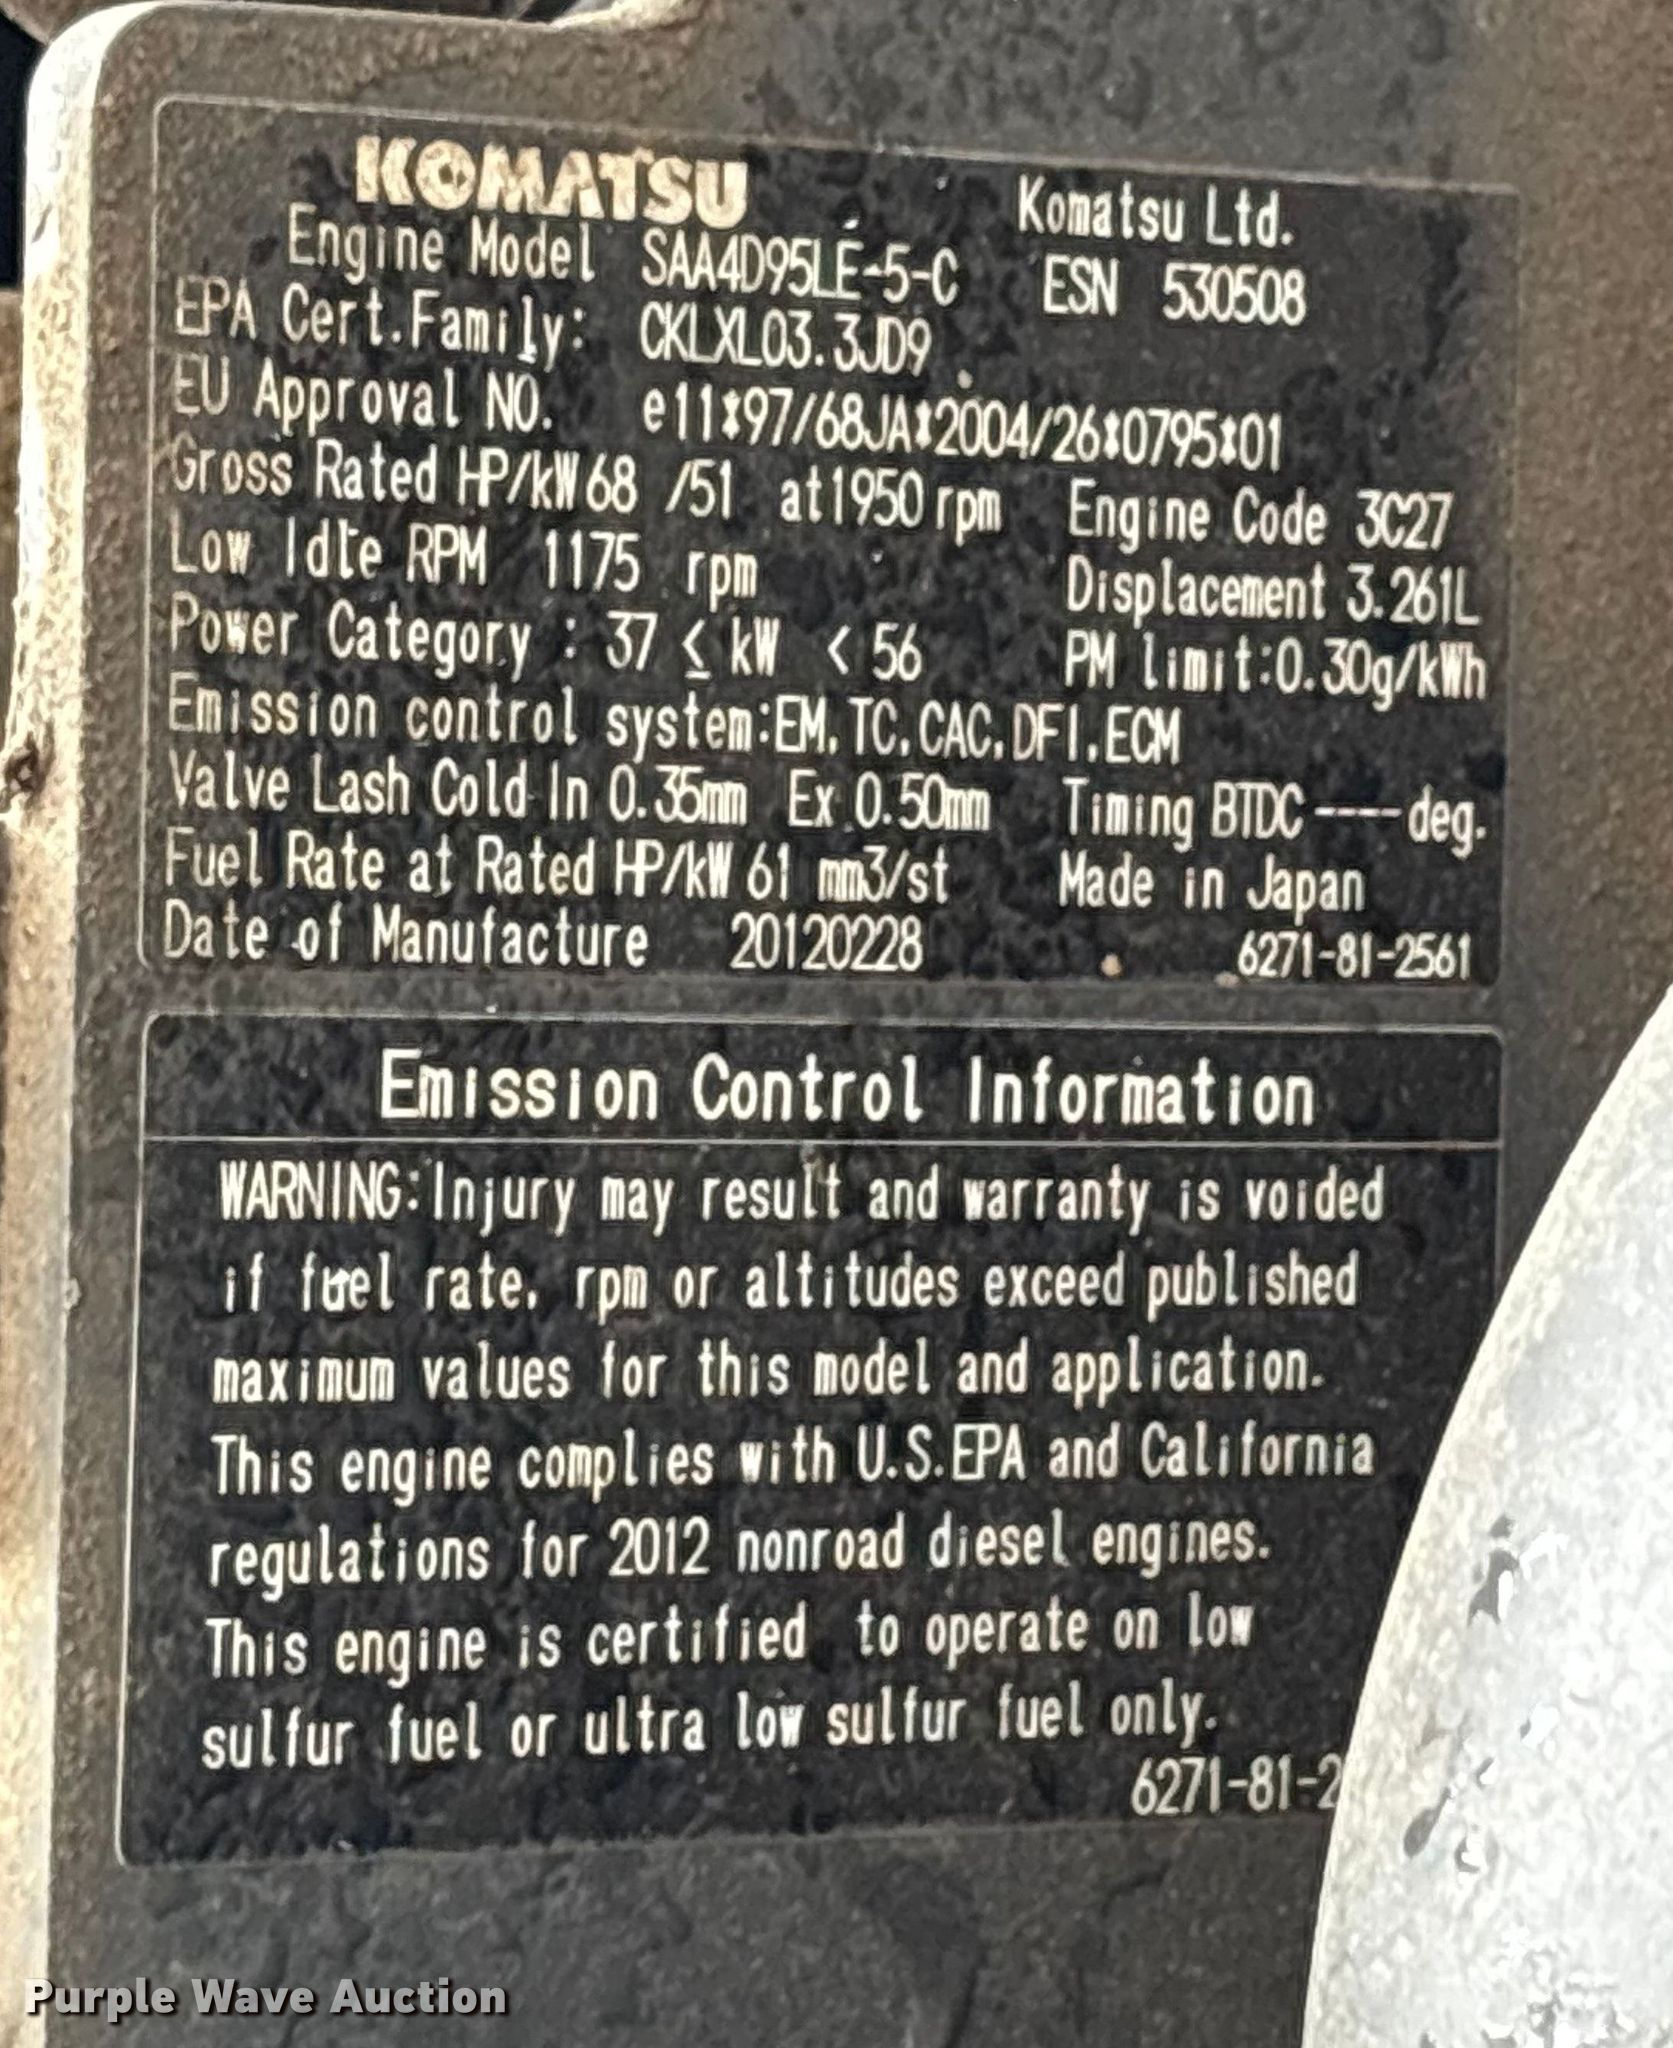 KOMATSU Komatsu Ltd.
Engine Model SAA4D95LE-5-C ESN 530508
EPA Cert.Family: CKLXL03.3JD9
EU Approval NO. e11*97/68JA*2004/26*0795*01
Gross Rated HP/kW 68 /51 at 1950 rpm Engine Code 3C27
Low Idle RPM 1175 rpm Displacement 3.261L
Power Category : 37 ≤ kW < 56 PM limit:0.30g/kWh
Emission control system:EM.TC.CAC.DFI.ECM
Valve Lash Cold In 0.35mm Ex 0.50mm Timing BTDC ---- deg.
Fuel Rate at Rated HP/kW 61 mm3/st Made in Japan
Date of Manufacture 20120228 6271-81-2561
Emission Control Information
WARNING:Injury may result and warranty is voided
if fuel rate, rpm or altitudes exceed published
maximum values for this model and application.
This engine complies with U.S.EPA and California
regulations for 2012 nonroad diesel engines.
This engine is certified to operate on low
sulfur fuel or ultra low sulfur fuel only.
6271-81-2
Purple Wave Auction